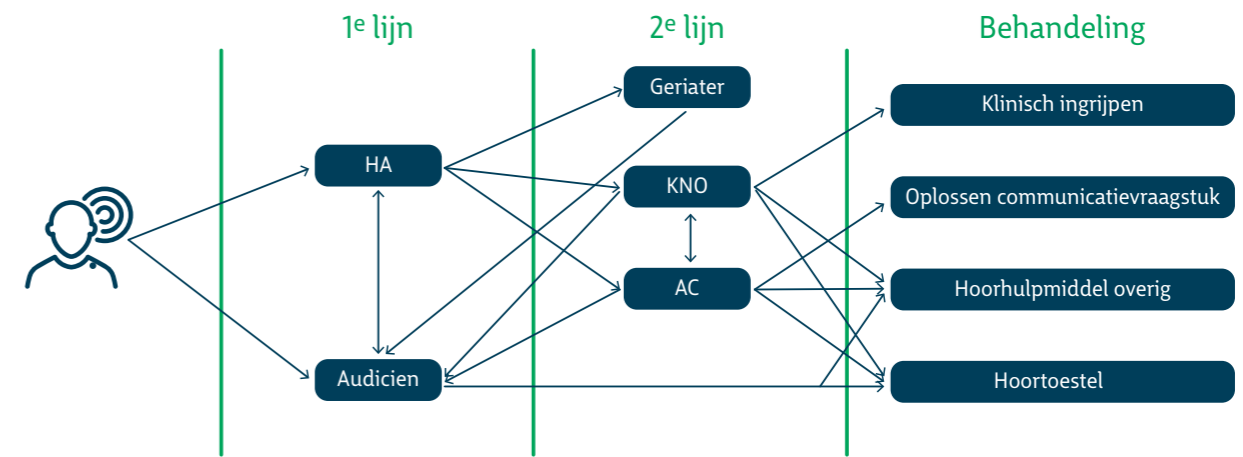 1e lijn
2e lijn
Behandeling
Geriater
Klinisch ingrijpen
HA
KNO
Oplossen communicatievraagstuk
AC
Hoorhulpmiddel overig
Audicien
Hoortoestel